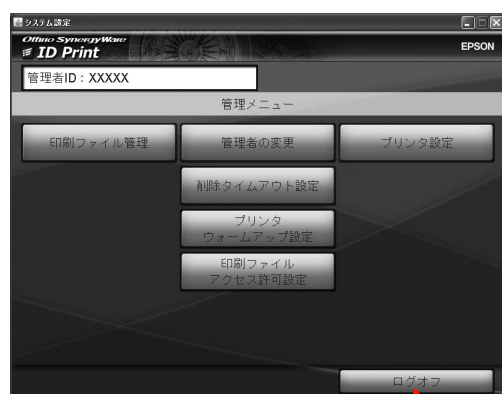 システム設定
Offirio SynergyWare
ID Print
EPSON
管理者ID：XXXXX
管理メニュー
印刷ファイル管理
管理者の変更
プリンタ設定
削除タイムアウト設定
プリンタ
ウォームアップ設定
印刷ファイル
アクセス許可設定
ログオフ